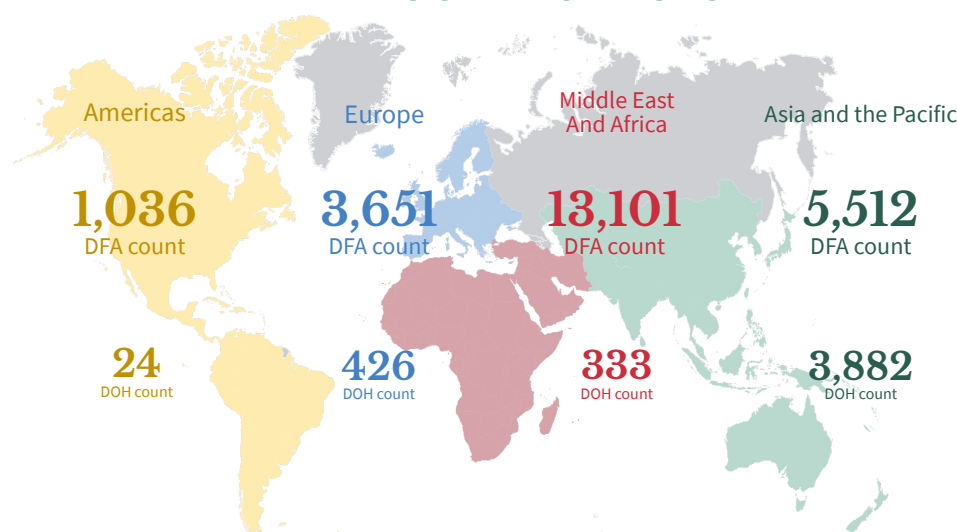 Americas
1,036
DFA count
24
DOH count
Europe
3,651
DFA count
426
DOH count
Middle East
And Africa
13,101
DFA count
333
DOH count
Asia and the Pacific
5,512
DFA count
3,882
DOH count